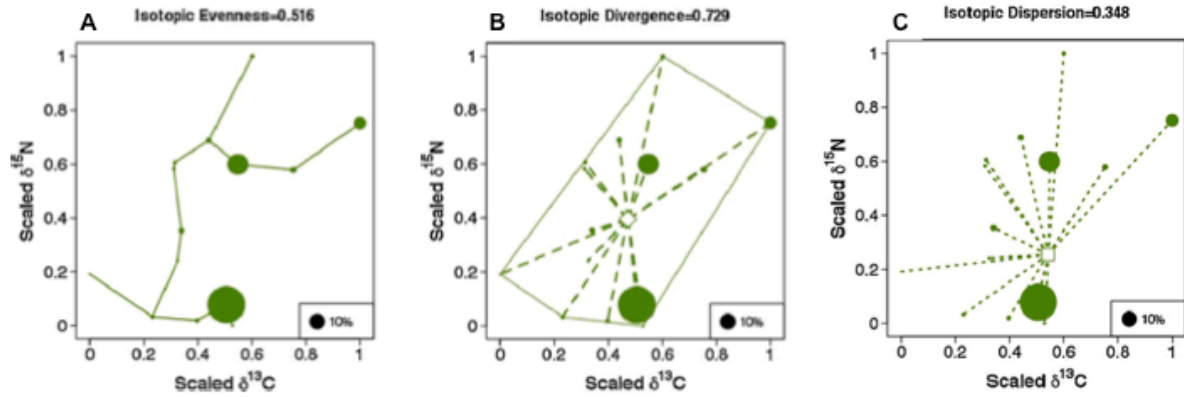 A
Isotopic Evenness=0.516
Scaled δ15N
1
0.8
0.6
0.4
0.2
0
10%
0 0.2 0.4 0.6 0.8 1
Scaled δ13C
B
Isotopic Divergence=0.729
Scaled δ15N
1
0.8
0.6
0.4
0.2
0
10%
0 0.2 0.4 0.6 0.8 1
Scaled δ13C
C
Isotopic Dispersion=0.348
Scaled δ15N
1
0.8
0.6
0.4
0.2
0
10%
0 0.2 0.4 0.6 0.8 1
Scaled δ13C